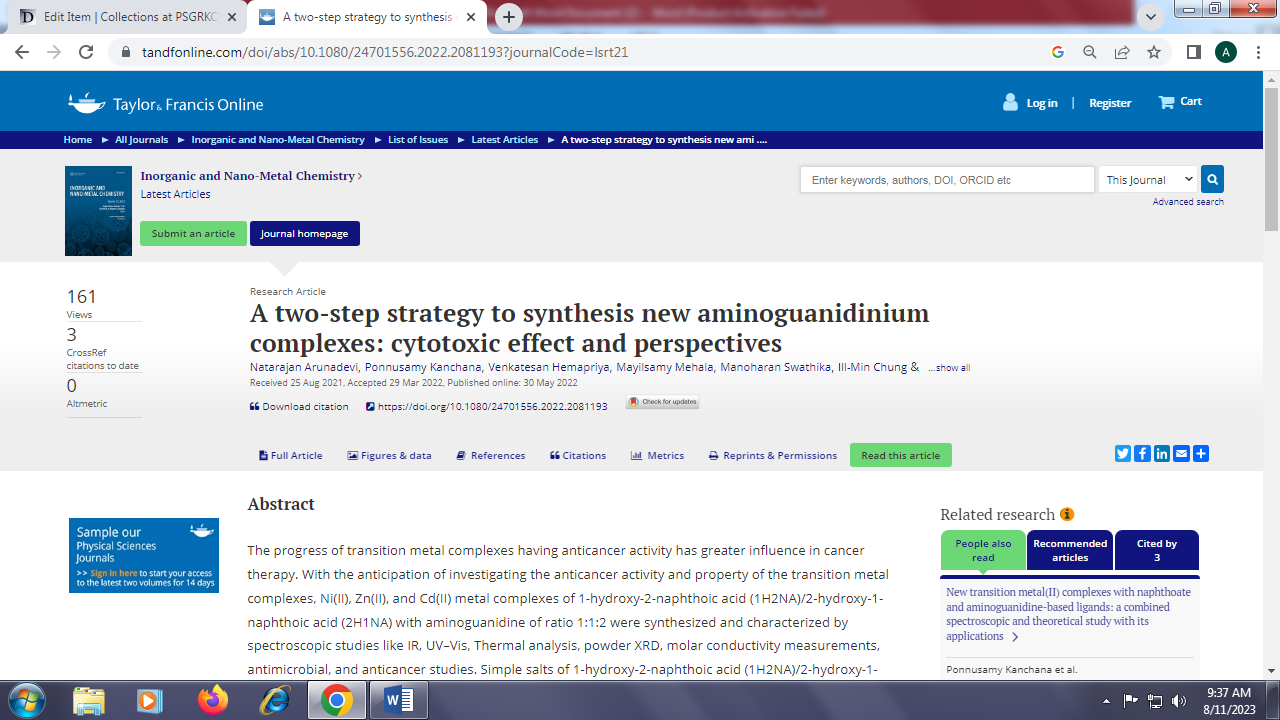 Edit Item | Collections at PSGRKC
A two-step strategy to synthesis
tandfonline.com/doi/abs/10.1080/24701556.2022.2081193?journalCode=lsrt21
A
Taylor & Francis Online
Log in | Register Cart
Home ► All Journals ► Inorganic and Nano-Metal Chemistry ► List of Issues ► Latest Articles ► A two-step strategy to synthesis new ami ....
INORGANIC AND
NANO-METAL CHEMISTRY
Inorganic and Nano-Metal Chemistry >
Latest Articles
Enter keywords, authors, DOI, ORCID etc
This Journal
Advanced search
Submit an article
Journal homepage
161
Views
3
CrossRef
citations to date
0
Altmetric
Research Article
A two-step strategy to synthesis new aminoguanidinium
complexes: cytotoxic effect and perspectives
Natarajan Arunadevi, Ponnusamy Kanchana, Venkatesan Hemapriya, Mayilsamy Mehala, Manoharan Swathika, Ill-Min Chung & ...show all
Received 25 Aug 2021, Accepted 29 Mar 2022, Published online: 30 May 2022
Download citation
https://doi.org/10.1080/24701556.2022.2081193
Check for updates
Full Article
Figures & data
References
Citations
Metrics
Reprints & Permissions
Read this article
Sample our
Physical Sciences
Journals
>> Sign in here to start your access
to the latest two volumes for 14 days
Abstract
The progress of transition metal complexes having anticancer activity has greater influence in cancer
therapy. With the anticipation of investigating the anticancer activity and property of the transition metal
complexes, Ni(II), Zn(II), and Cd(II) metal complexes of 1-hydroxy-2-naphthoic acid (1H2NA)/2-hydroxy-1-
naphthoic acid (2H1NA) with aminoguanidine of ratio 1:1:2 were synthesized and characterized by
spectroscopic studies like IR, UV–Vis, Thermal analysis, powder XRD, molar conductivity measurements,
antimicrobial, and anticancer studies. Simple salts of 1-hydroxy-2-naphthoic acid (1H2NA)/2-hydroxy-1-
Related research
People also
read
Recommended
articles
Cited by
3
New transition metal(II) complexes with naphthoate
and aminoguanidine-based ligands: a combined
spectroscopic and theoretical study with its
applications >
Ponnusamy Kanchana et al.
9:37 AM
8/11/2023